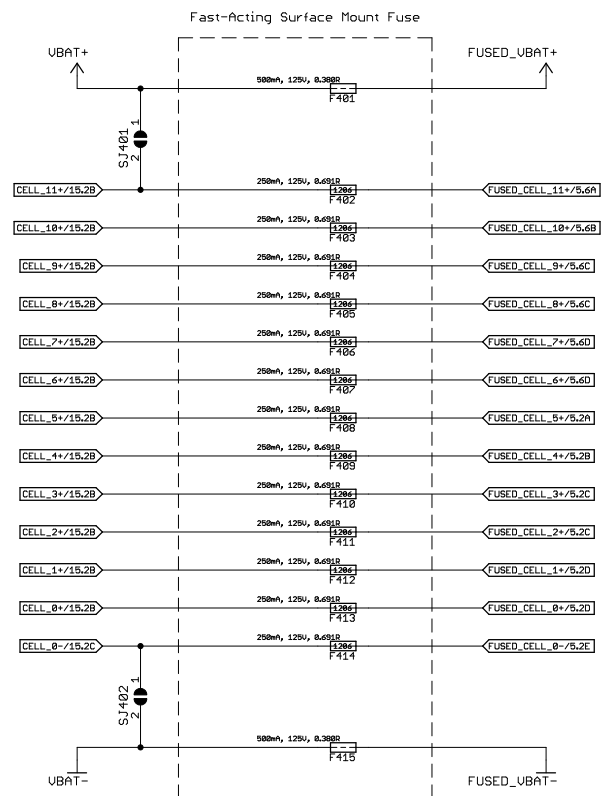 Fast-Acting Surface Mount Fuse
VBAT+
FUSED_VBAT+
500mA, 125V, 0.380R
F401
SJ401
1
2
CELL_11+/15.2B
250mA, 125V, 0.691R
1206
F402
FUSED_CELL_11+/5.6A
CELL_10+/15.2B
250mA, 125V, 0.691R
1206
F403
FUSED_CELL_10+/5.6B
CELL_9+/15.2B
250mA, 125V, 0.691R
1206
F404
FUSED_CELL_9+/5.6C
CELL_8+/15.2B
250mA, 125V, 0.691R
1206
F405
FUSED_CELL_8+/5.6C
CELL_7+/15.2B
250mA, 125V, 0.691R
1206
F406
FUSED_CELL_7+/5.6D
CELL_6+/15.2B
250mA, 125V, 0.691R
1206
F407
FUSED_CELL_6+/5.6D
CELL_5+/15.2B
250mA, 125V, 0.691R
1206
F408
FUSED_CELL_5+/5.2A
CELL_4+/15.2B
250mA, 125V, 0.691R
1206
F409
FUSED_CELL_4+/5.2B
CELL_3+/15.2B
250mA, 125V, 0.691R
1206
F410
FUSED_CELL_3+/5.2C
CELL_2+/15.2B
250mA, 125V, 0.691R
1206
F411
FUSED_CELL_2+/5.2C
CELL_1+/15.2B
250mA, 125V, 0.691R
1206
F412
FUSED_CELL_1+/5.2D
CELL_0+/15.2B
250mA, 125V, 0.691R
1206
F413
FUSED_CELL_0+/5.2D
CELL_0-/15.2C
250mA, 125V, 0.691R
1206
F414
FUSED_CELL_0-/5.2E
SJ402
1
2
500mA, 125V, 0.380R
F415
VBAT-
FUSED_VBAT-